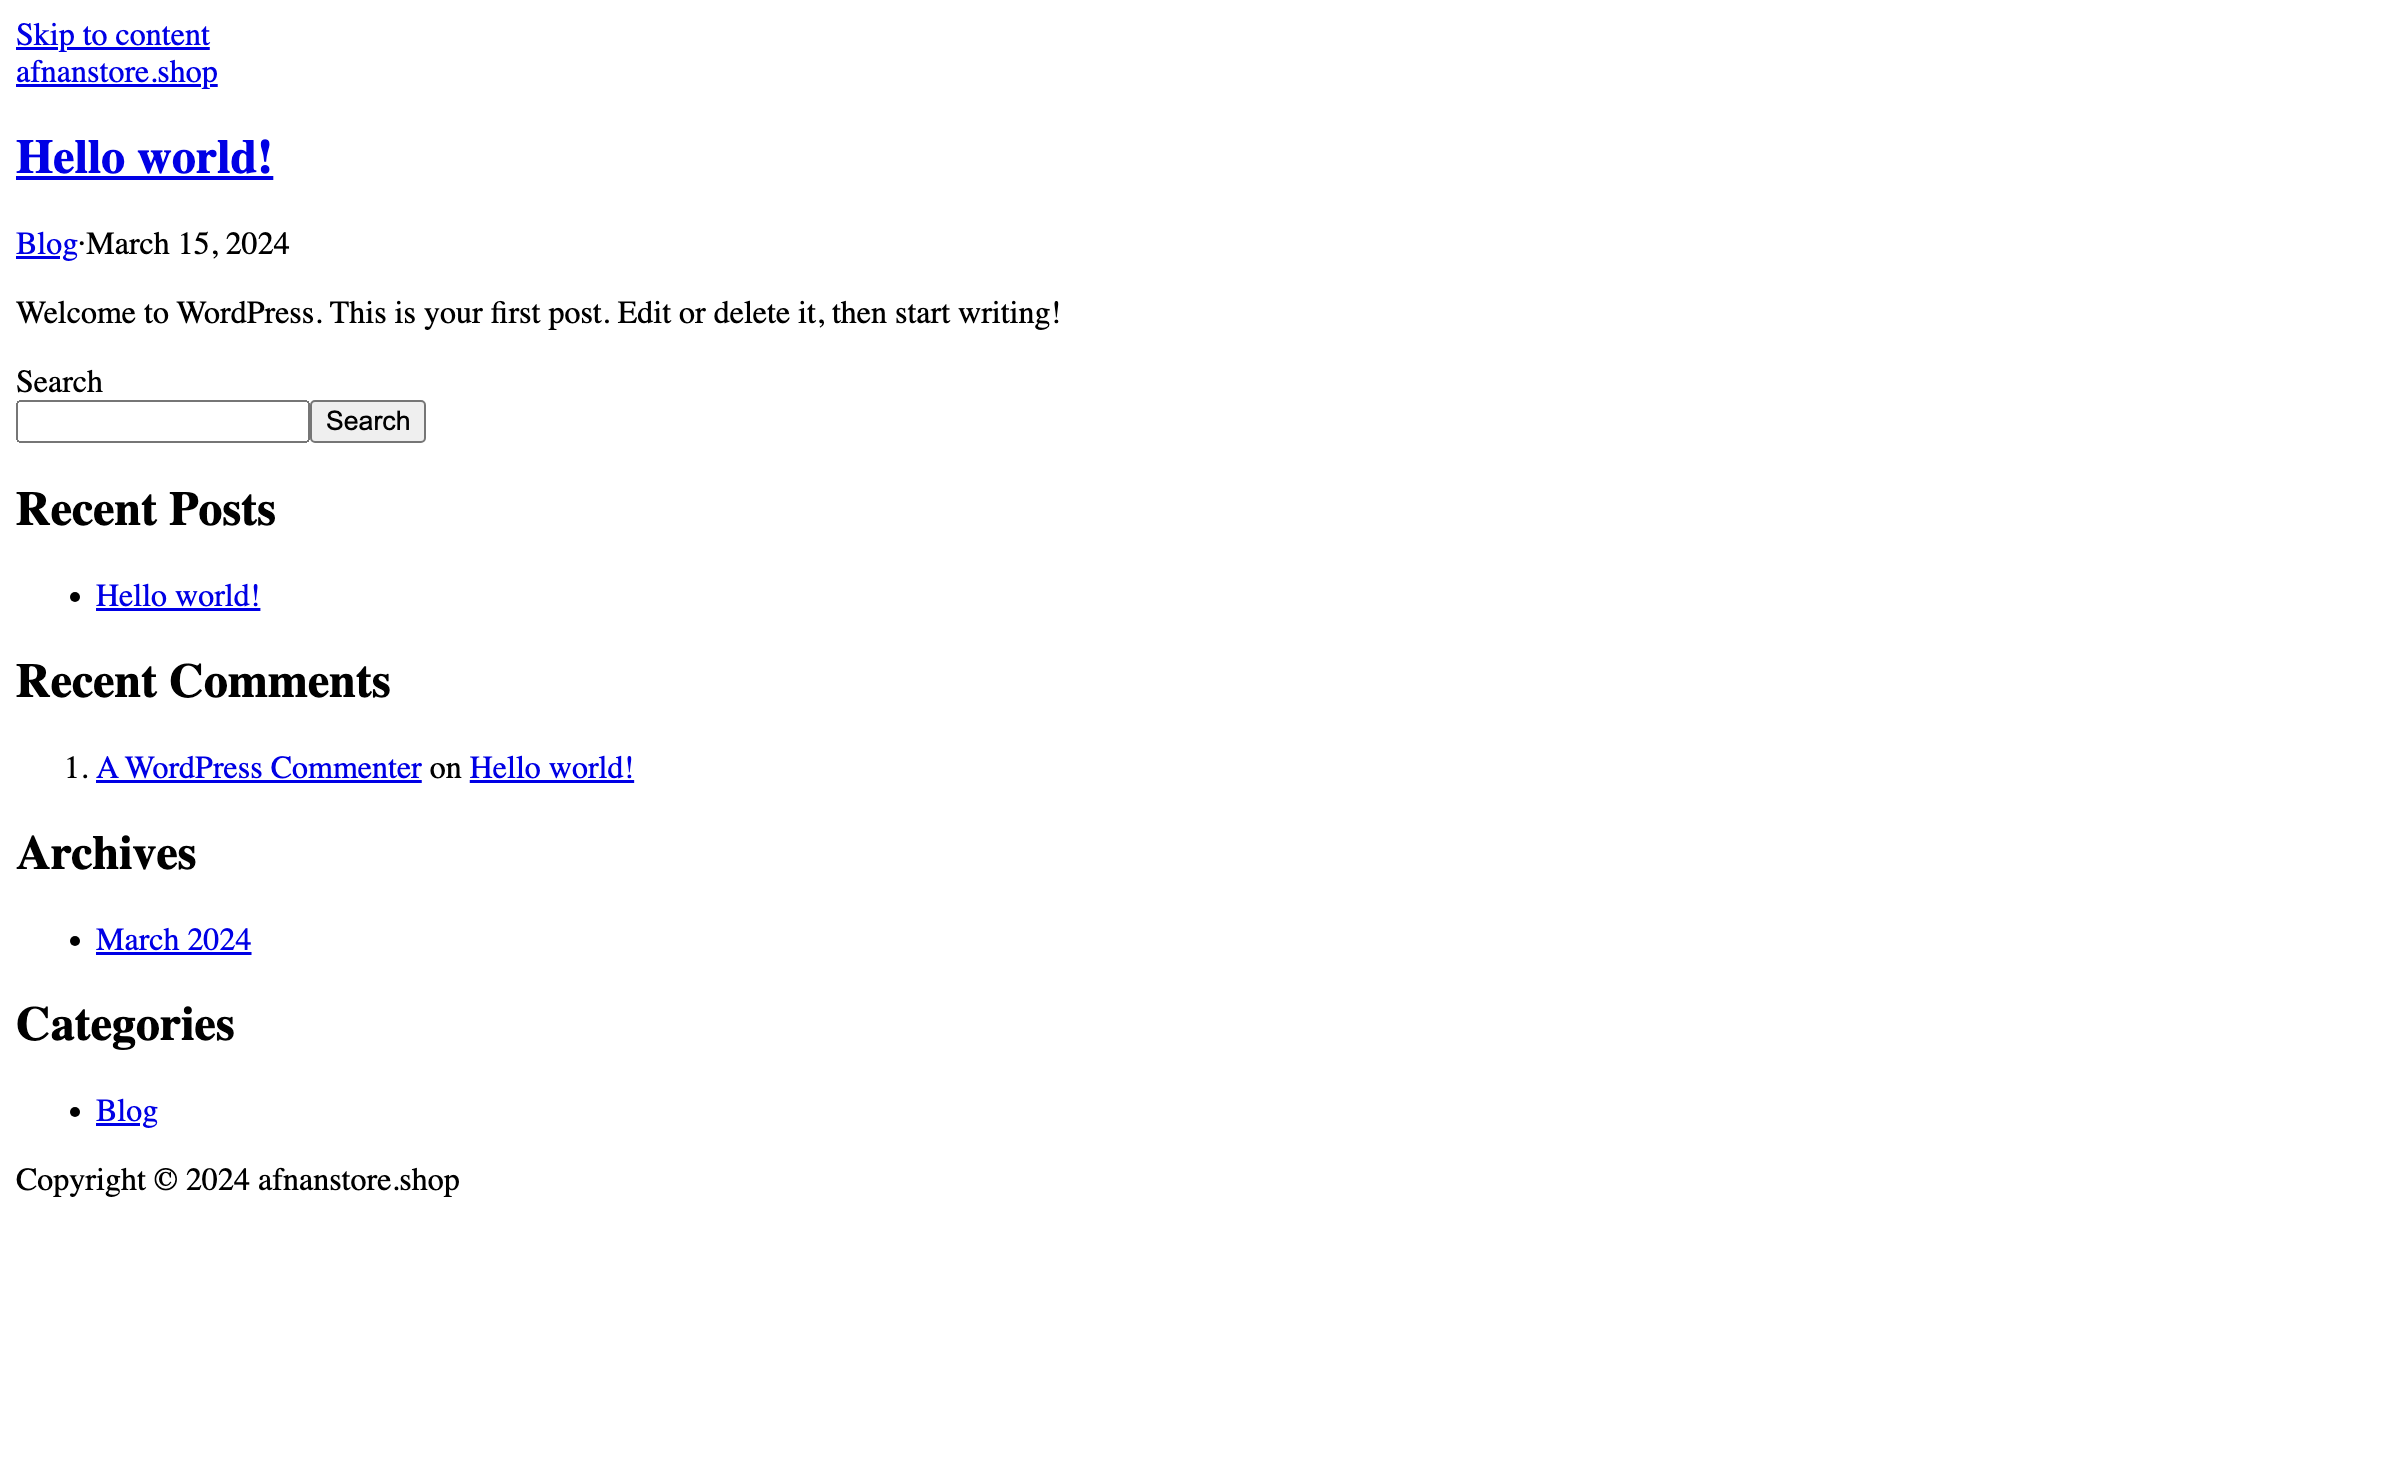 Skip to content
afnanstore.shop
Hello world!
Blog·March 15, 2024
Welcome to WordPress. This is your first post. Edit or delete it, then start writing!
Search
Search
Recent Posts
• Hello world!
Recent Comments
1. A WordPress Commenter on Hello world!
Archives
• March 2024
Categories
• Blog
Copyright © 2024 afnanstore.shop